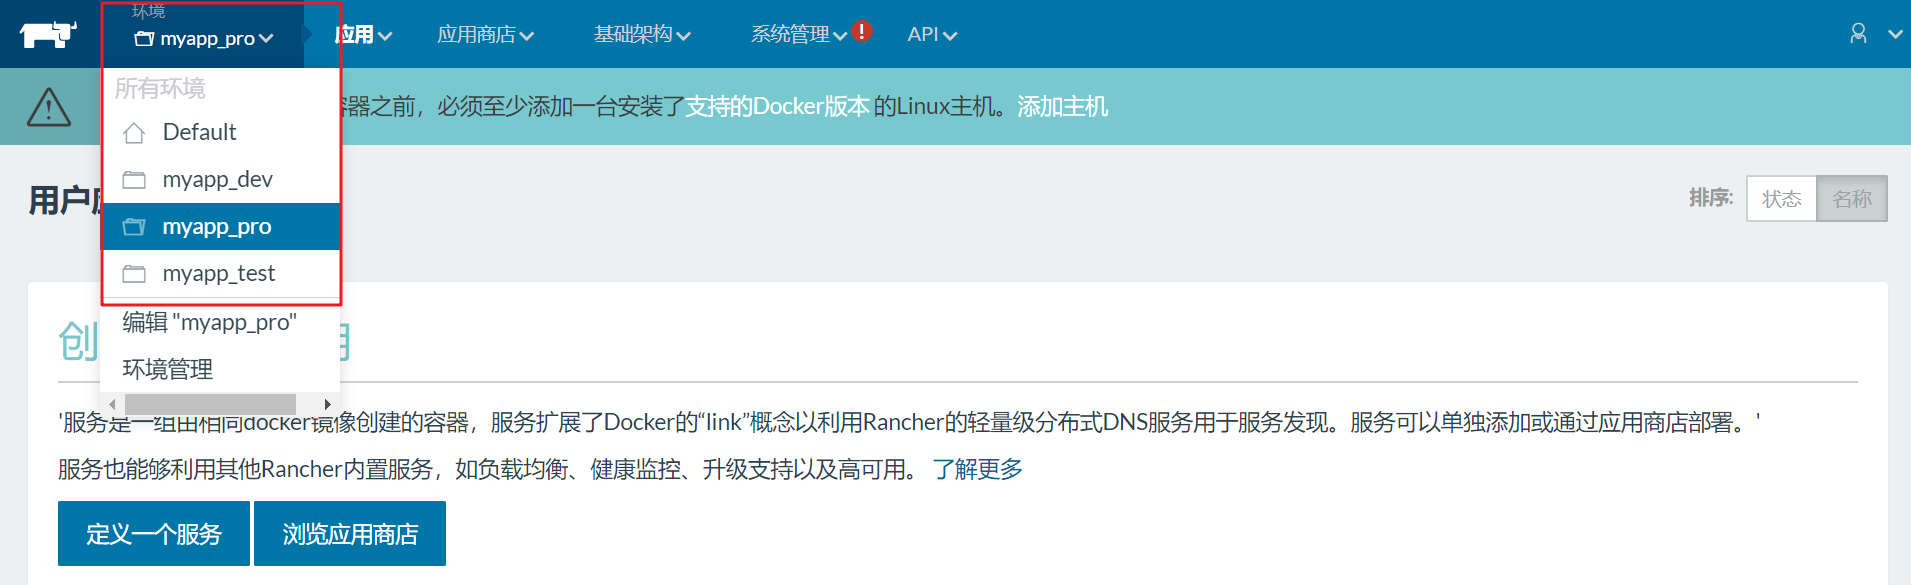 环境
myapp_pro
应用
应用商店
基础架构
系统管理
!
API
所有环境
Default
myapp_dev
myapp_pro
myapp_test
编辑 "myapp_pro"
环境管理
容器之前，必须至少添加一台安装了支持的Docker版本 的Linux主机。添加主机
用户
排序: 状态 名称
创
'服务是一组由相同docker镜像创建的容器，服务扩展了Docker的“link”概念以利用Rancher的轻量级分布式DNS服务用于服务发现。服务可以单独添加或通过应用商店部署。'
服务也能够利用其他Rancher内置服务，如负载均衡、健康监控、升级支持以及高可用。 了解更多
定义一个服务 浏览应用商店